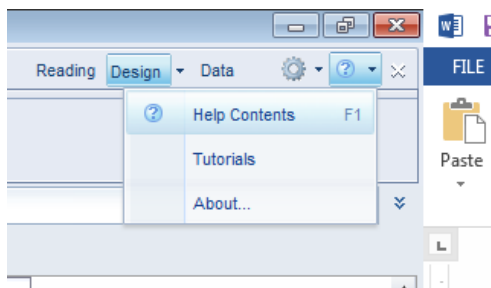 FILE
Reading Design Data
Help Contents F1
Tutorials
About...
Paste